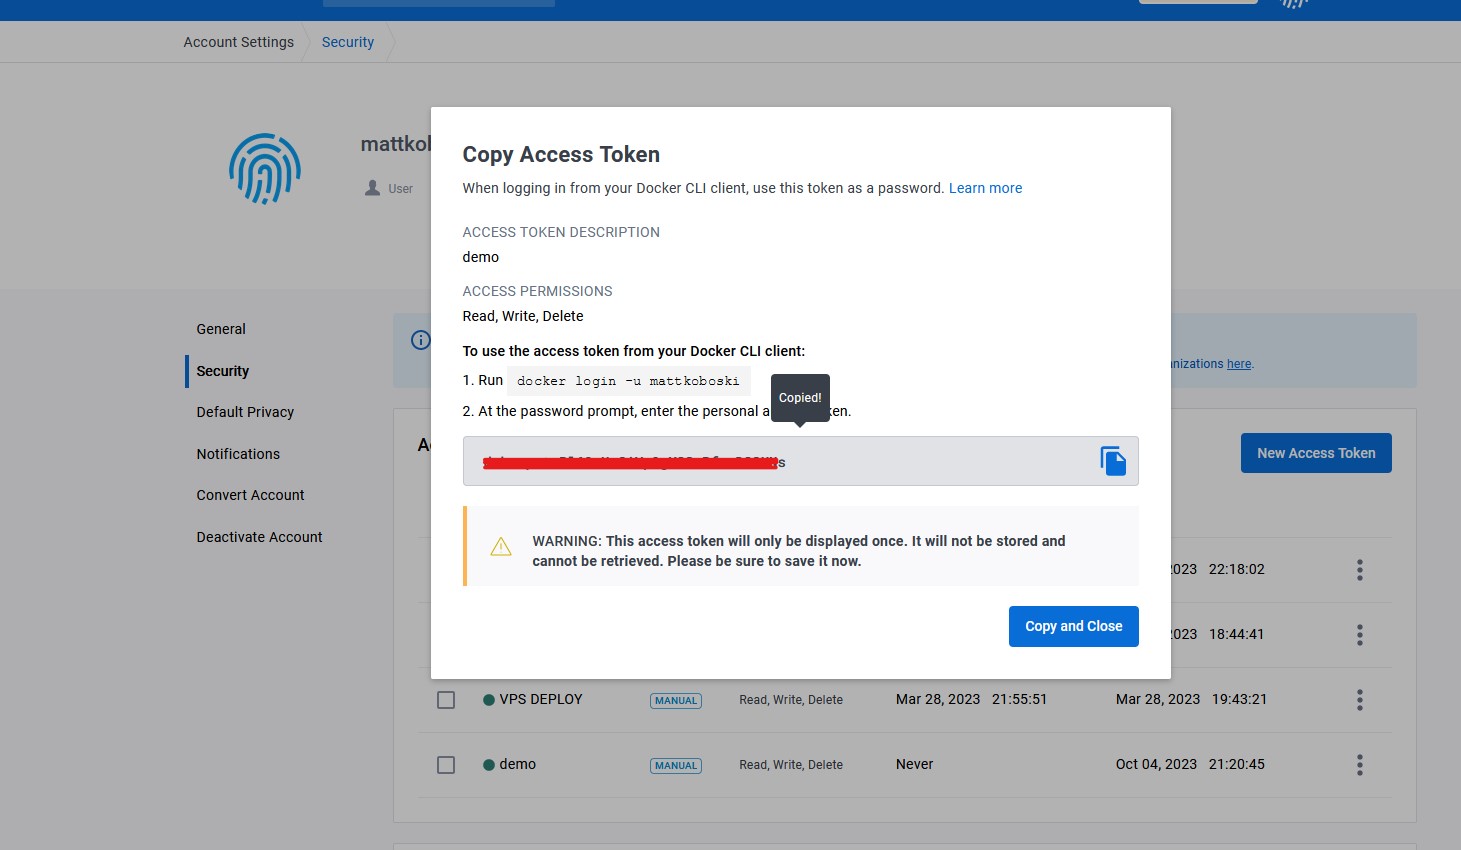 Account Settings
Security
mattkol
User
Copy Access Token
When logging in from your Docker CLI client, use this token as a password. Learn more
ACCESS TOKEN DESCRIPTION
demo
ACCESS PERMISSIONS
Read, Write, Delete
To use the access token from your Docker CLI client:
1. Run docker login -u mattkoboski
Copied!
2. At the password prompt, enter the personal a ken.
WARNING: This access token will only be displayed once. It will not be stored and
cannot be retrieved. Please be sure to save it now.
Copy and Close
General
Security
Default Privacy
Notifications
Convert Account
Deactivate Account
nizations here.
New Access Token
2023 22:18:02
2023 18:44:41
VPS DEPLOY MANUAL Read, Write, Delete Mar 28, 2023 21:55:51 Mar 28, 2023 19:43:21
demo MANUAL Read, Write, Delete Never Oct 04, 2023 21:20:45